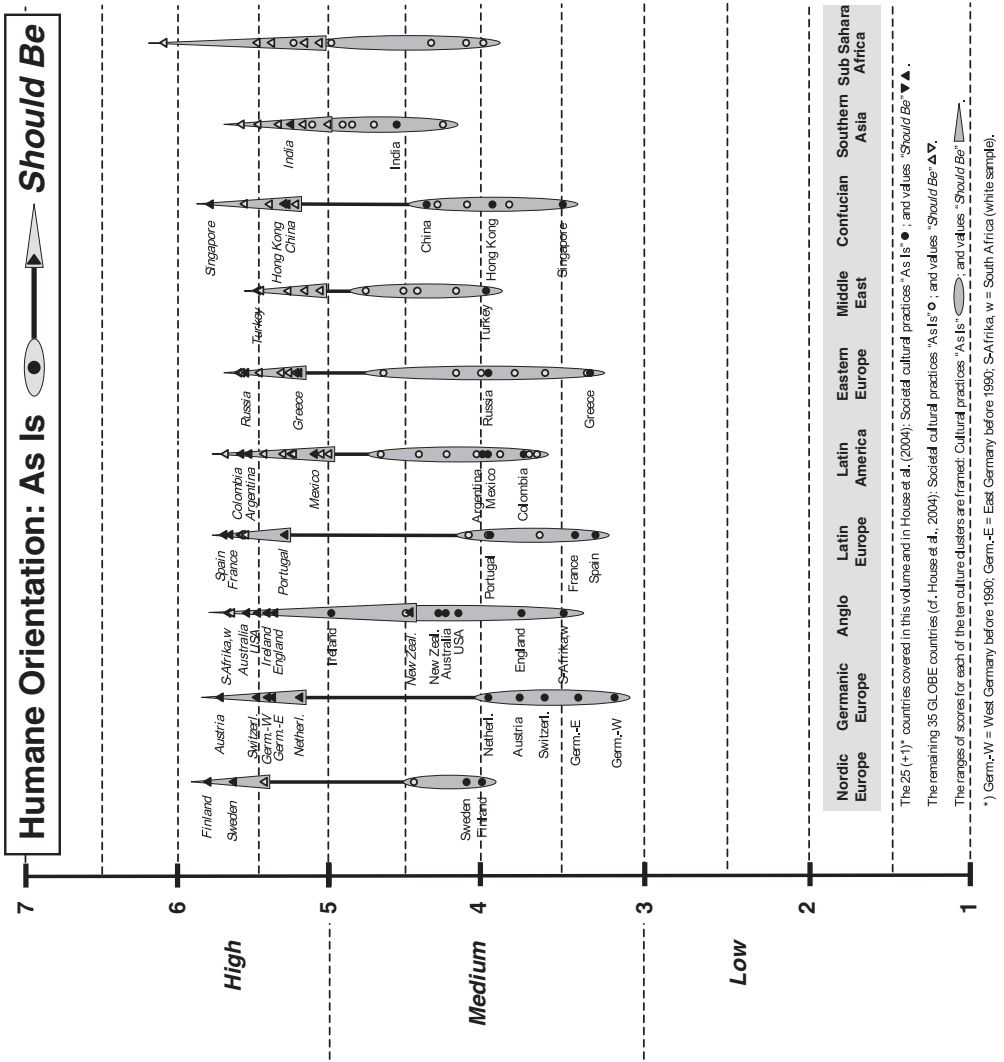 Humane Orientation: As Is Should Be
7
6
5
4
3
2
1
High
Medium
Low
Finland
Sweden
Sweden
Finland
Austria
Switzerl.
Germ.-W
Germ.-E
Netherl.
Netherl.
Austria
Switzerl.
Germ.-E
Germ.-W
S-Afrika,w
Australia
USA
Ireland
England
Ireland
New Zeal.
New Zeal.
Australia
USA
England
S-Afrika,w
Spain
France
Portugal
Portugal
France
Spain
Colombia
Argentina
Mexico
Argentina
Mexico
Colombia
Russia
Greece
Russia
Greece
Turkey
Turkey
Singapore
Hong Kong
China
China
Hong Kong
Singapore
India
India
Nordic
Europe
Germanic
Europe
Anglo
Latin
Europe
Latin
America
Eastern
Europe
Middle
East
Confucian
Southern
Asia
Sub Sahara
Africa
The 25 (+1)* countries covered in this volume and in House et al. (2004): Societal cultural practices "As Is" ● ; and values "Should Be" ▼▲ .
The remaining 35 GLOBE countries (cf. House et al., 2004): Societal cultural practices "As Is" o ; and values "Should Be" △▽.
The ranges of scores for each of the ten culture clusters are framed: Cultural practices "As Is" ; and values "Should Be" .
*) Germ.-W = West Germany before 1990; Germ.-E = East Germany before 1990; S-Afrika, w = South Africa (white sample).